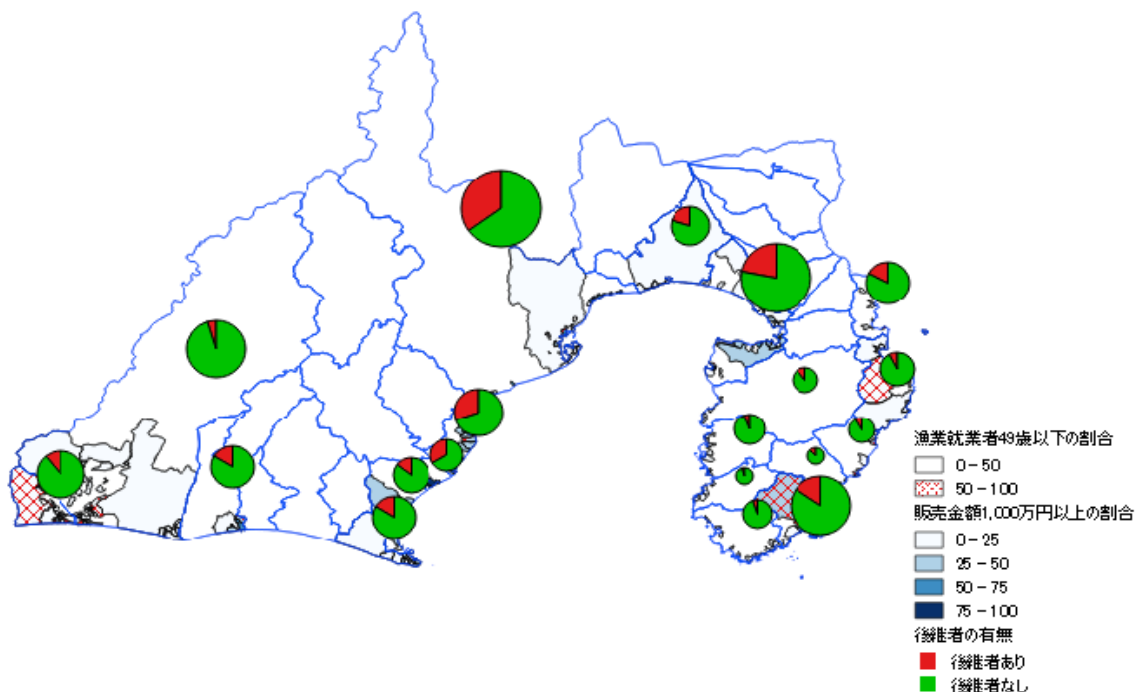 漁業就業者49歳以下の割合
0-50
50-100
販売金額1,000万円以上の割合
0-25
25-50
50-75
75-100
後継者の有無
後継者あり
後継者なし